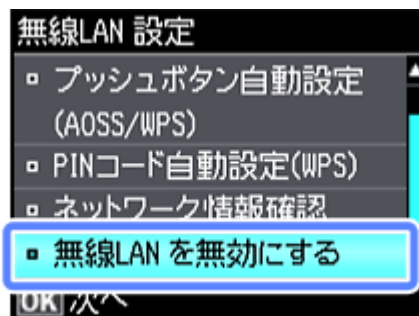 無線LAN 設定
プッシュボタン自動設定
(AOSS/WPS)
PINコード自動設定(WPS)
ネットワーク情報確認
無線LAN を無効にする
OK 次へ